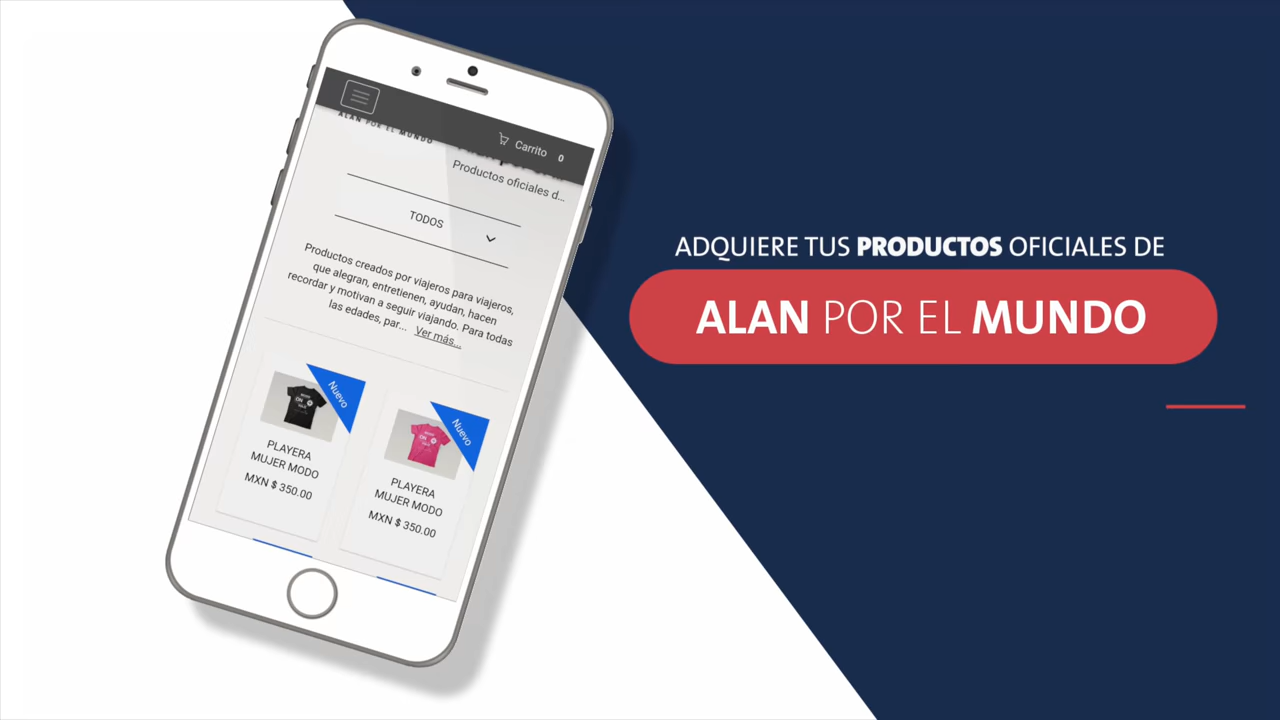 ALAN POR EL MUNDO
Carrito 0
Productos oficiales d...
TODOS
Productos creados por viajeros para viajeros,
que alegran, entretienen, ayudan, hacen
recordar y motivan a seguir viajando. Para todas
las edades, par... Ver más...
Nuevo
PLAYERA
MUJER MODO
MXN $ 350.00
Nuevo
PLAYERA
MUJER MODO
MXN $ 350.00
ADQUIERE TUS PRODUCTOS OFICIALES DE
ALAN POR EL MUNDO